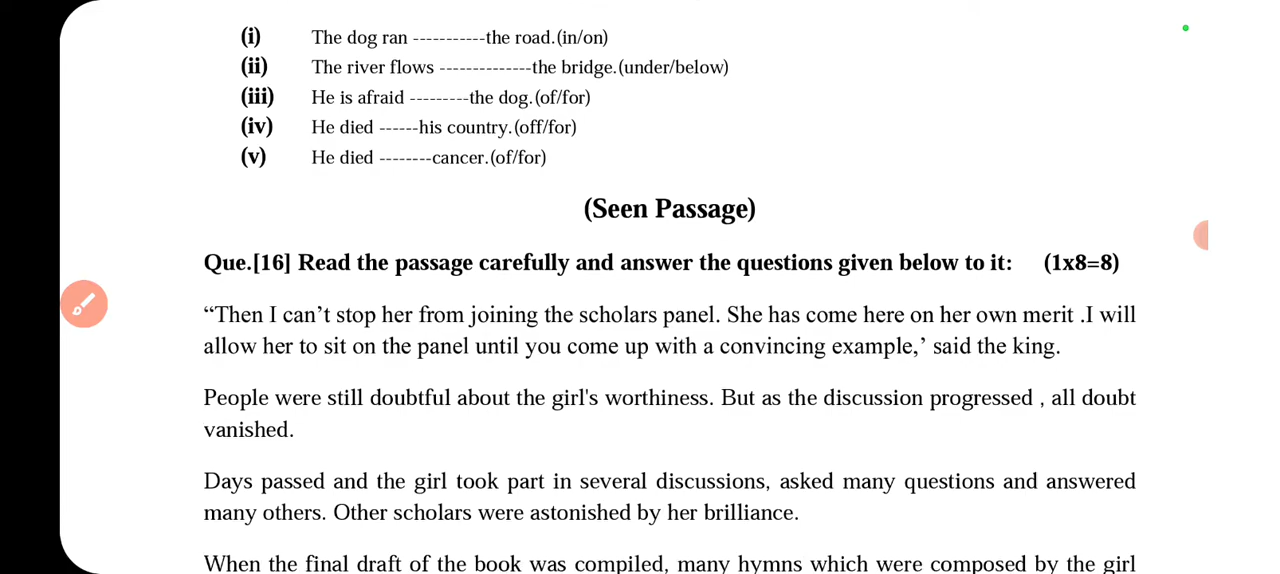 (i) The dog ran -----------the road.(in/on)
(ii) The river flows --------------the bridge.(under/below)
(iii) He is afraid ---------the dog.(of/for)
(iv) He died ------his country.(off/for)
(v) He died --------cancer.(of/for)
(Seen Passage)
Que.[16] Read the passage carefully and answer the questions given below to it: (1x8=8)
“Then I can’t stop her from joining the scholars panel. She has come here on her own merit .I will
allow her to sit on the panel until you come up with a convincing example,’ said the king.
People were still doubtful about the girl's worthiness. But as the discussion progressed , all doubt
vanished.
Days passed and the girl took part in several discussions, asked many questions and answered
many others. Other scholars were astonished by her brilliance.
When the final draft of the book was compiled, many hymns which were composed by the girl